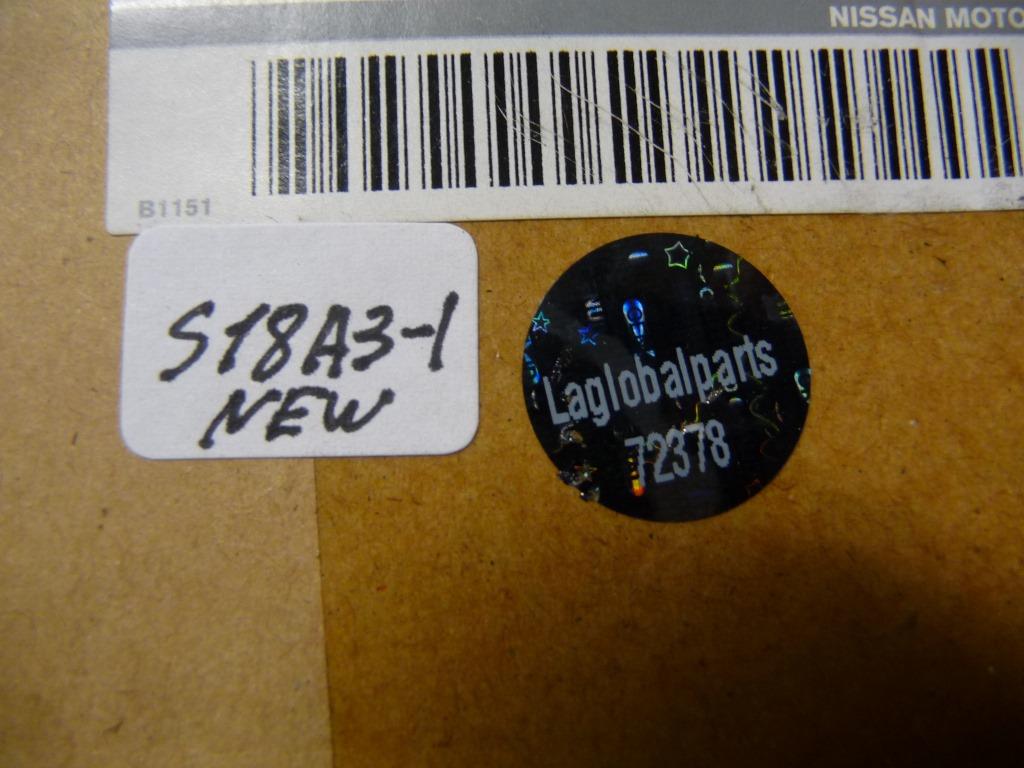 NISSAN MOTO
B1151
S18A3-1
NEW
Laglobalparts
72378